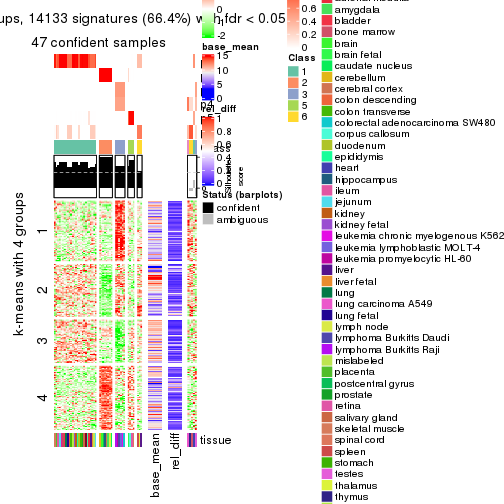 ups, 14133 signatures (66.4%) with fdr < 0.05
47 confident samples
0
-2
base_mean
15
10
5
0
rel_diff
1
0.8
0.6
0.4
0.2
0
0.6
0.4
0.2
0
Class
1
2
3
5
6
Silhouette
score
Status (barplots)
confident
ambiguous
k-means with 4 groups
1
2
3
4
base_mean
rel_diff
tissue
amygdala
bladder
bone marrow
brain
brain fetal
caudate nucleus
cerebellum
cerebral cortex
colon descending
colon transverse
colorectal adenocarcinoma SW480
corpus callosum
duodenum
epididymis
heart
hippocampus
ileum
jejunum
kidney
kidney fetal
leukemia chronic myelogenous K562
leukemia lymphoblastic MOLT-4
leukemia promyelocytic HL-60
liver
liver fetal
lung
lung carcinoma A549
lung fetal
lymph node
lymphoma Burkitts Daudi
lymphoma Burkitts Raji
mislabeled
placenta
postcentral gyrus
prostate
retina
salivary gland
skeletal muscle
spinal cord
spleen
stomach
testes
thalamus
thymus